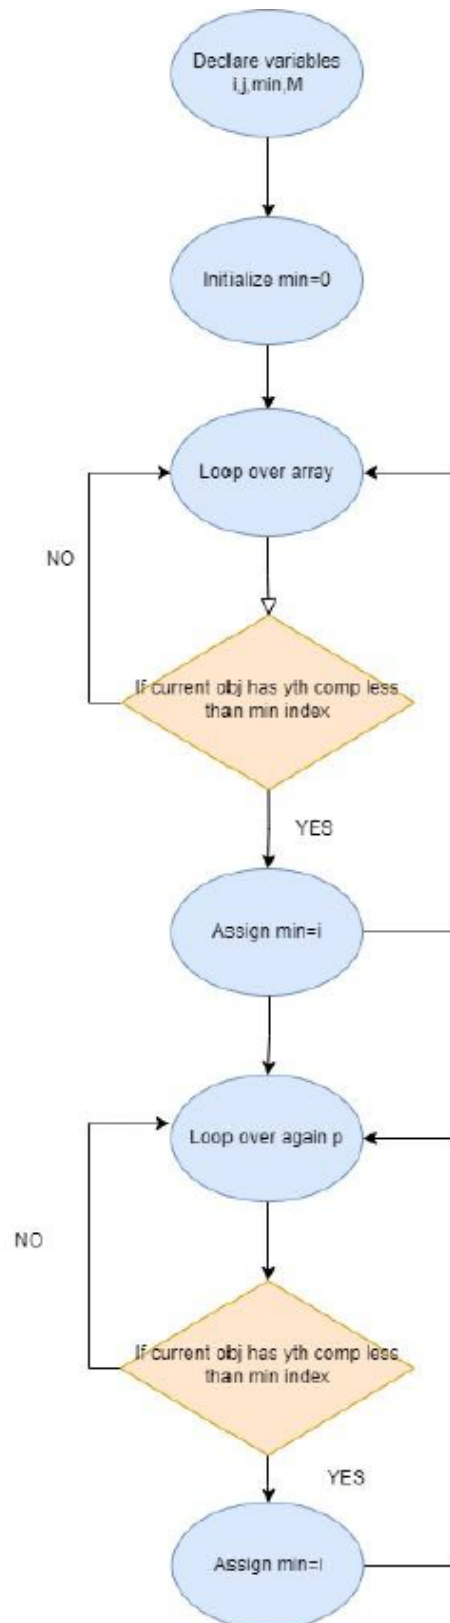 Declare variables
i,j,min,M
Initialize min=0
Loop over array
NO
If current obj has yth comp less
than min index
YES
Assign min=i
Loop over again p
NO
If current obj has yth comp less
than min index
YES
Assign min=i